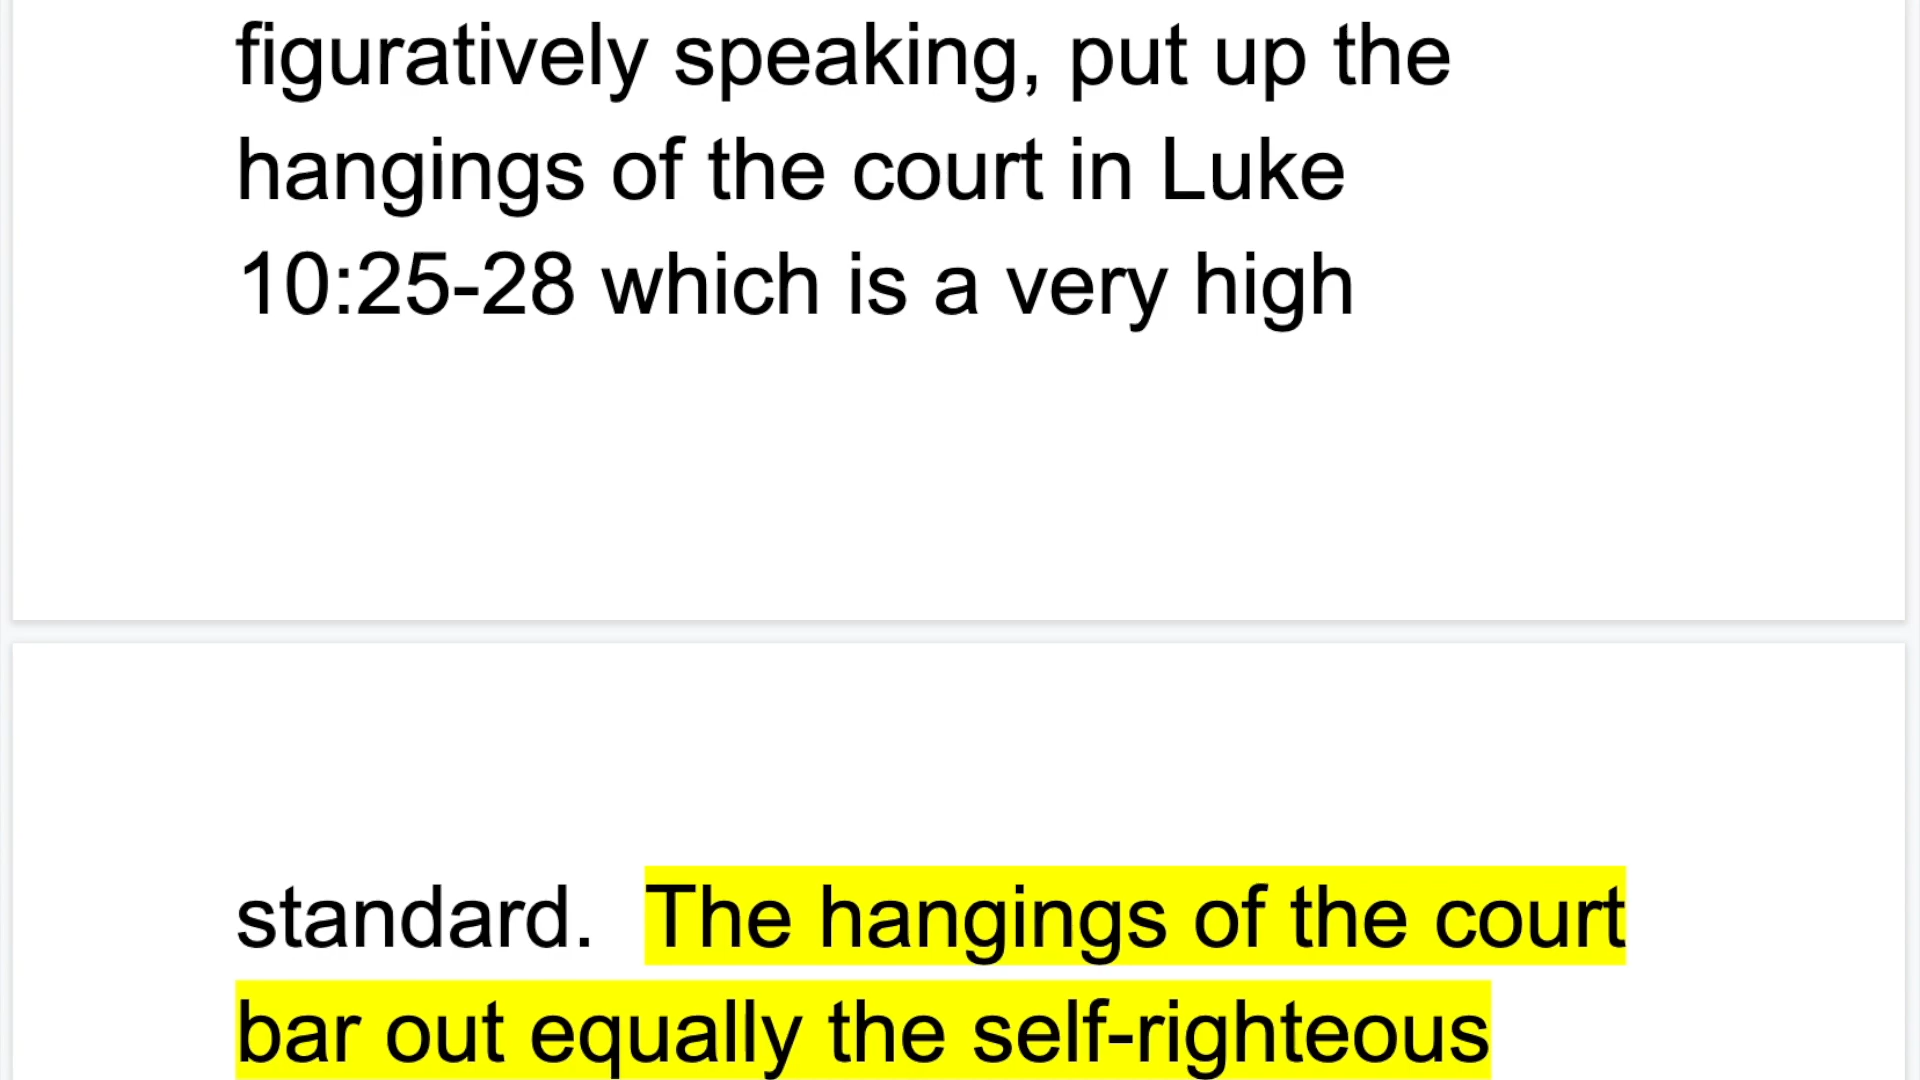 figuratively speaking, put up the
hangings of the court in Luke
10:25-28 which is a very high
standard.  The hangings of the court
bar out equally the self-righteous